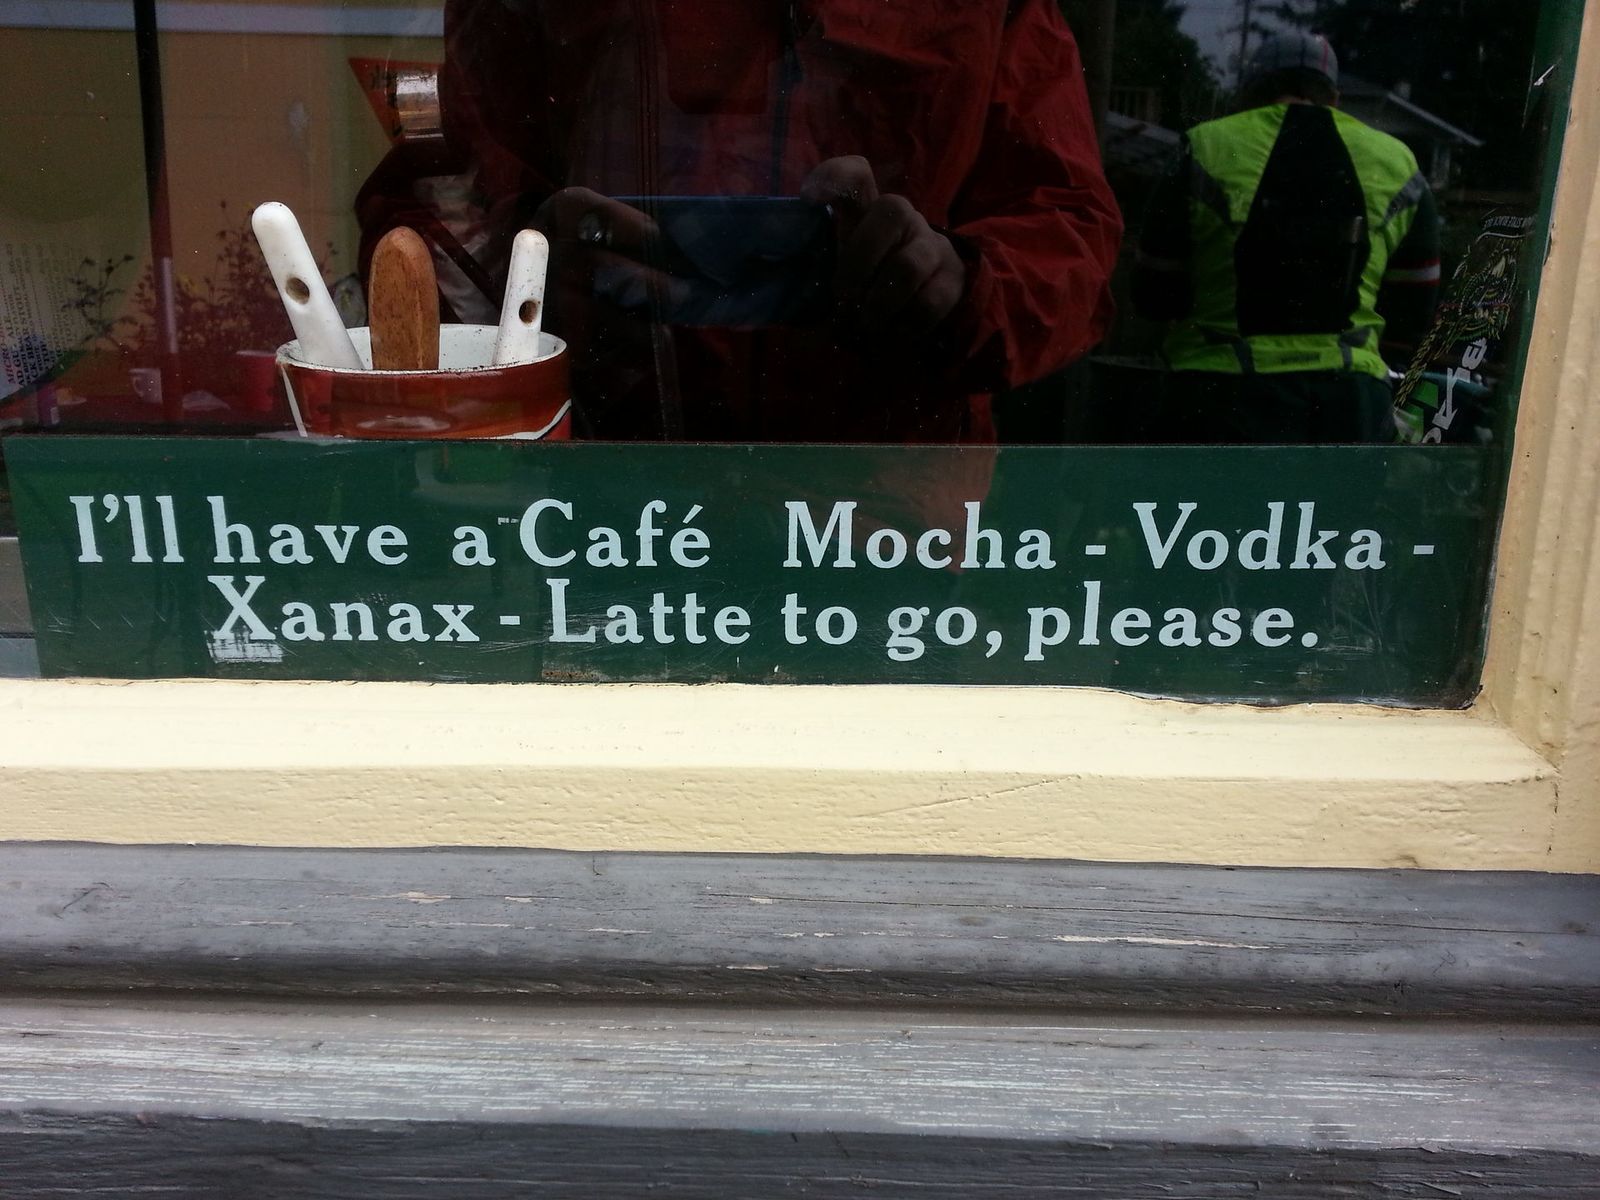 I'll have a Café Mocha - Vodka -
Xanax - Latte to go, please.